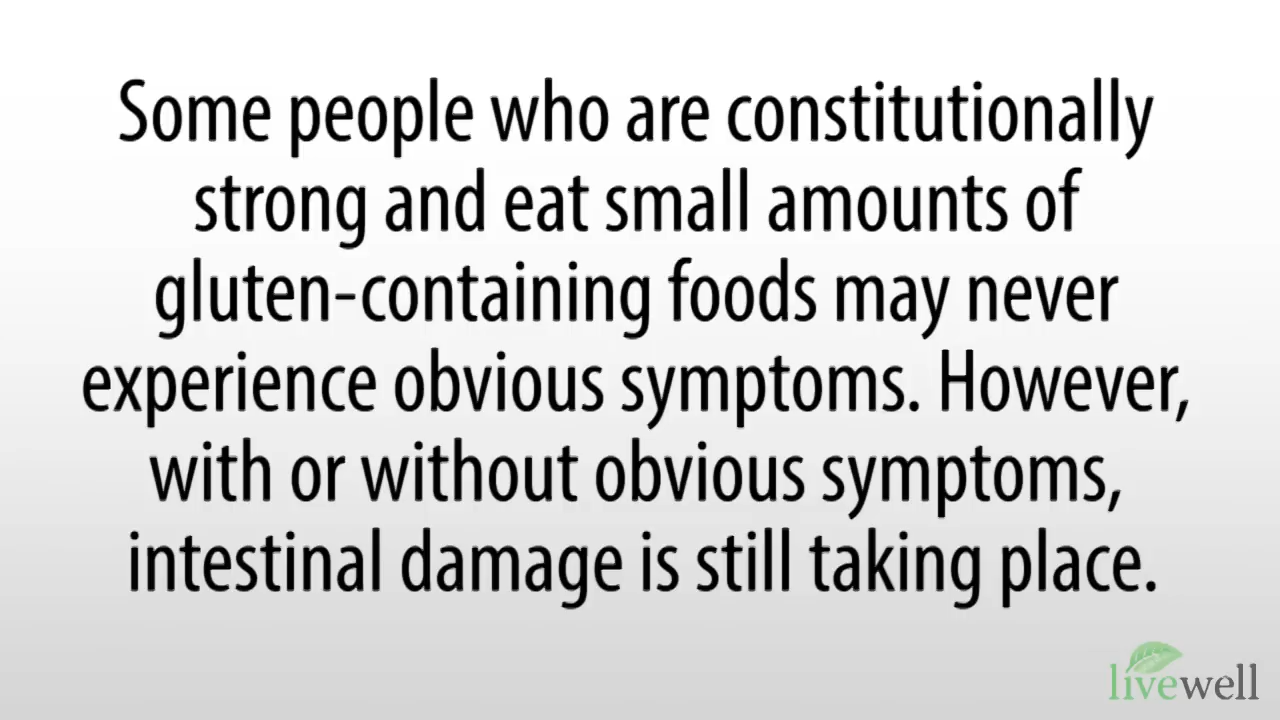 Some people who are constitutionally
strong and eat small amounts of
gluten-containing foods may never
experience obvious symptoms. However,
with or without obvious symptoms,
intestinal damage is still taking place.
livewell